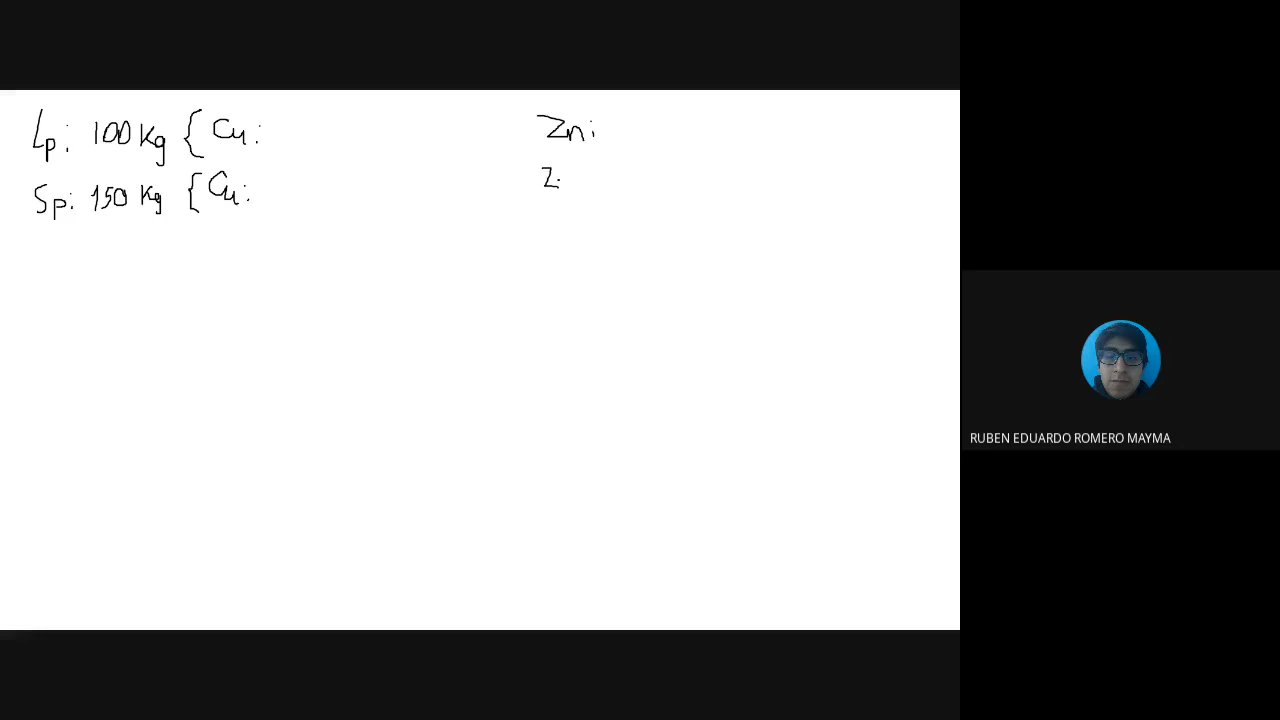 Lp: 100 Kg { Cu: Zn:
Sp: 150 Kg { Cu: Z
RUBEN EDUARDO ROMERO MAYMA